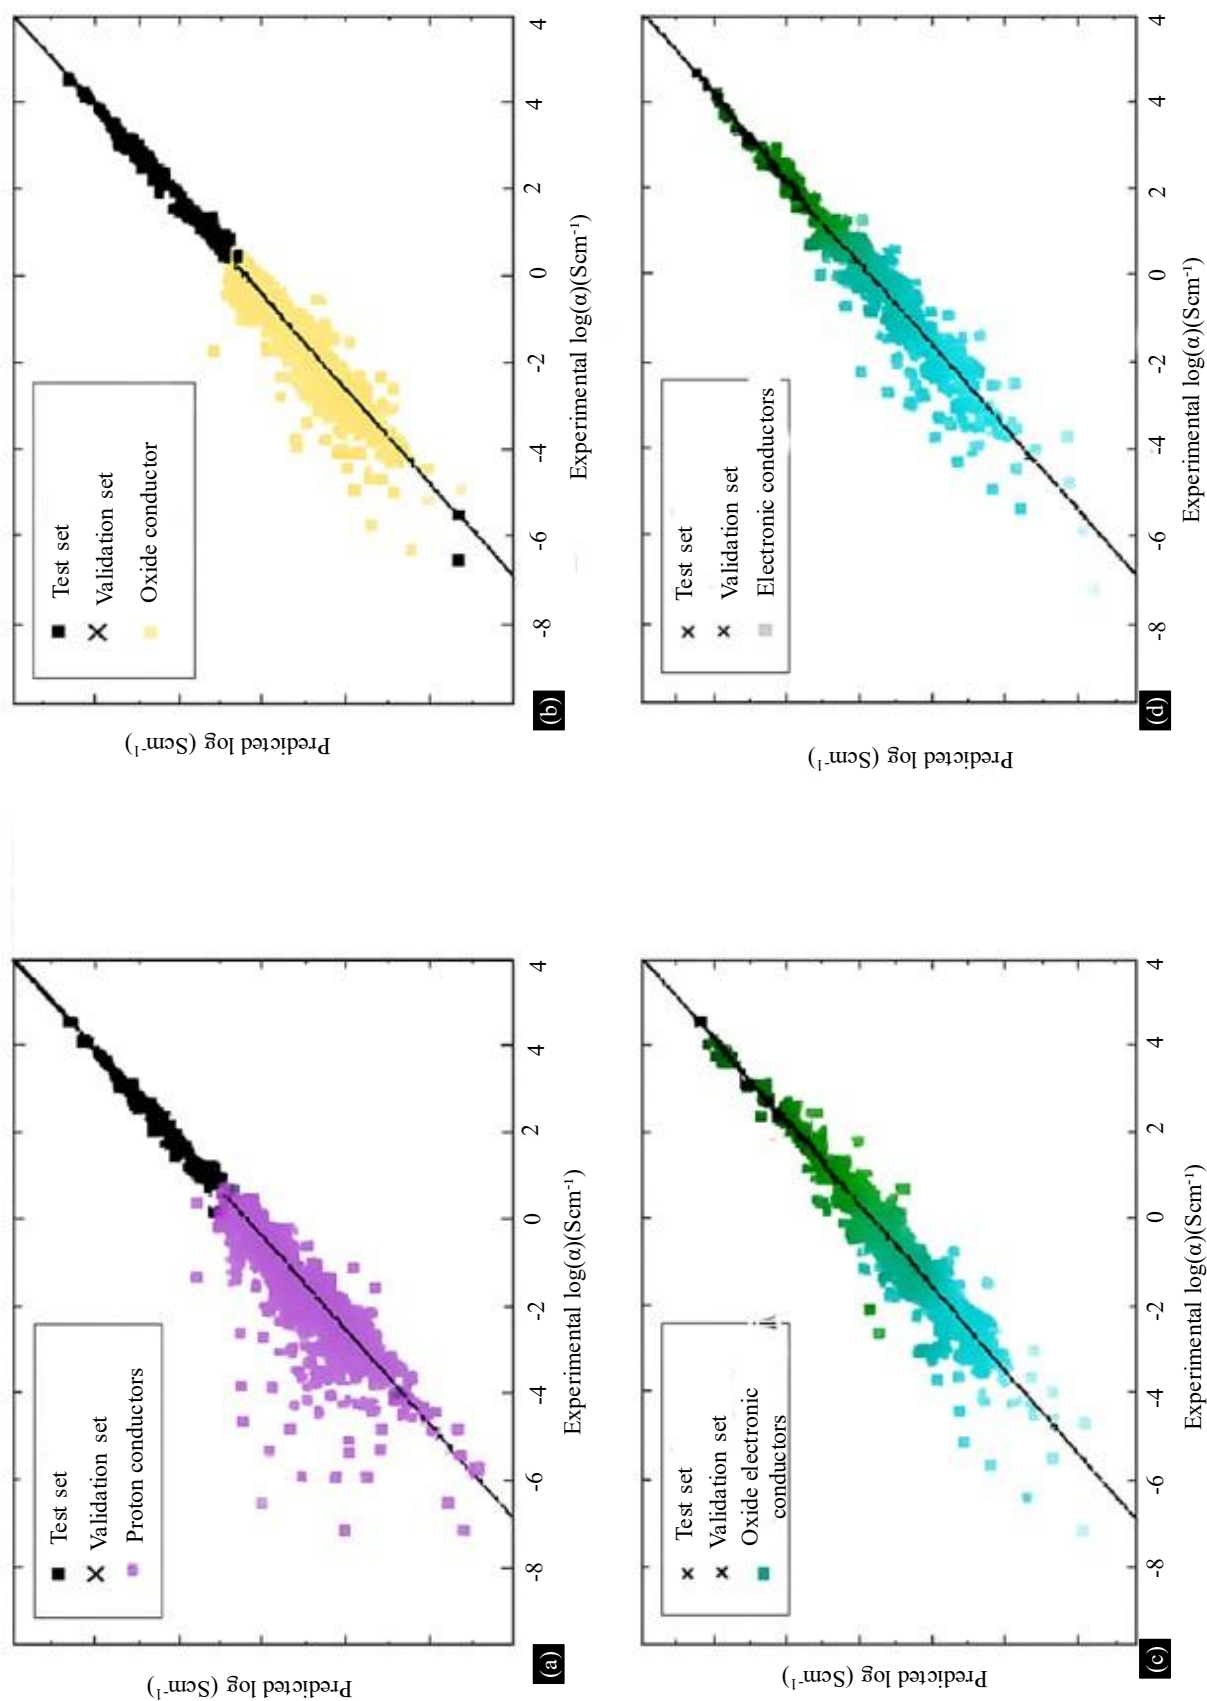 (a)
Predicted log (Scm-1)
Test set
Validation set
Proton conductors
-8
-6
-4
-2
0
2
4
4
Experimental log(α)(Scm-1)
(b)
Predicted log (Scm-1)
Test set
Validation set
Oxide conductor
-8
-6
-4
-2
0
2
4
4
Experimental log(α)(Scm-1)
(c)
Predicted log (Scm-1)
Test set
Validation set
Oxide electronic
conductors
-8
-6
-4
-2
0
2
4
4
Experimental log(α)(Scm-1)
(d)
Predicted log (Scm-1)
Test set
Validation set
Electronic conductors
-8
-6
-4
-2
0
2
4
4
Experimental log(α)(Scm-1)